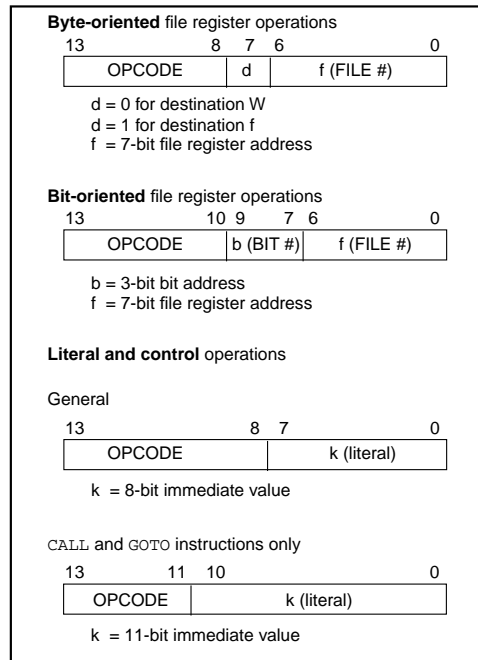 Byte-oriented file register operations
13 8 7 6 0
OPCODE d f (FILE #)
d = 0 for destination W
d = 1 for destination f
f = 7-bit file register address
Bit-oriented file register operations
13 10 9 7 6 0
OPCODE b (BIT #) f (FILE #)
b = 3-bit bit address
f = 7-bit file register address
Literal and control operations
General
13 8 7 0
OPCODE k (literal)
k = 8-bit immediate value
CALL and GOTO instructions only
13 11 10 0
OPCODE k (literal)
k = 11-bit immediate value